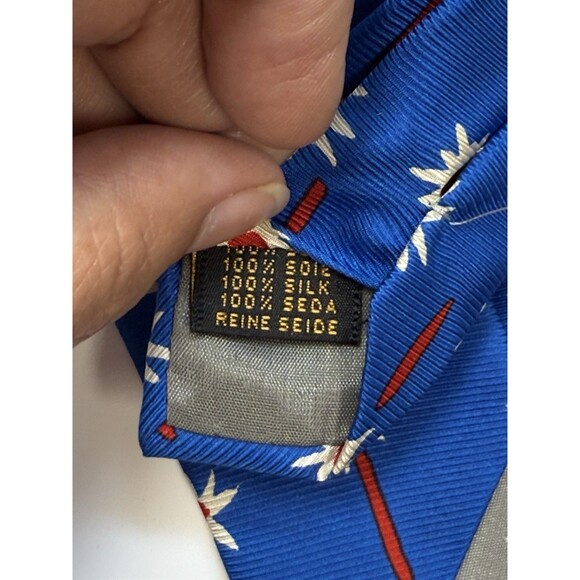 100% SOIE
100% SILK
100% SEDA
REINE SEIDE